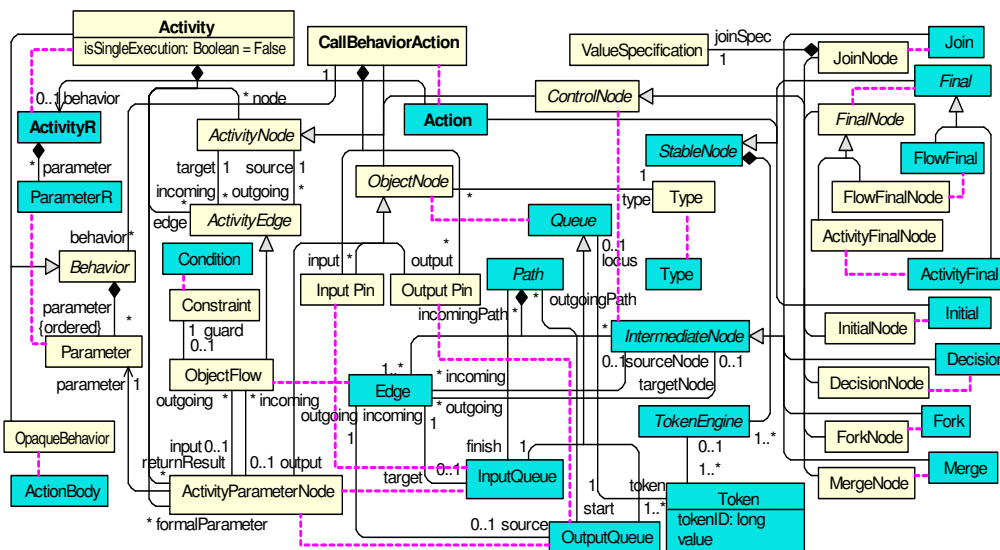 Activity
isSingleExecution: Boolean = False
CallBehaviorAction
ValueSpecification
joinSpec
1
JoinNode
Join
0..1
behavior
* node
1
ControlNode
Final
ActivityR
ActivityNode
Action
FinalNode
*
parameter
target
1
source
1
ObjectNode
StableNode
FlowFinal
ParameterR
incoming
*
outgoing
*
*
1
type
Type
FlowFinalNode
edge
*
ActivityEdge
Queue
behavior*
Condition
0..1
locus
ActivityFinalNode
Behavior
input
*
output
*
Path
Type
ActivityFinal
Constraint
Input Pin
Output Pin
*
outgoingPath
parameter
{ordered}
*
1
guard
0..1
incomingPath
*
*
IntermediateNode
InitialNode
Initial
Parameter
0..1
sourceNode
0..1
parameter
1
ObjectFlow
1..*
Edge
* incoming
targetNode
Decision
DecisionNode
outgoing
*
* incoming
outgoing
1
incoming
1
* outgoing
TokenEngine
Fork
OpaqueBehavior
input
0..1
finish
1
0..1
1..*
ForkNode
returnResult
*
0..1
output
target
0..1
InputQueue
1..*
Merge
ActionBody
ActivityParameterNode
1
token
Token
MergeNode
* formalParameter
start
1..*
tokenID: long
value
0..1
source
OutputQueue